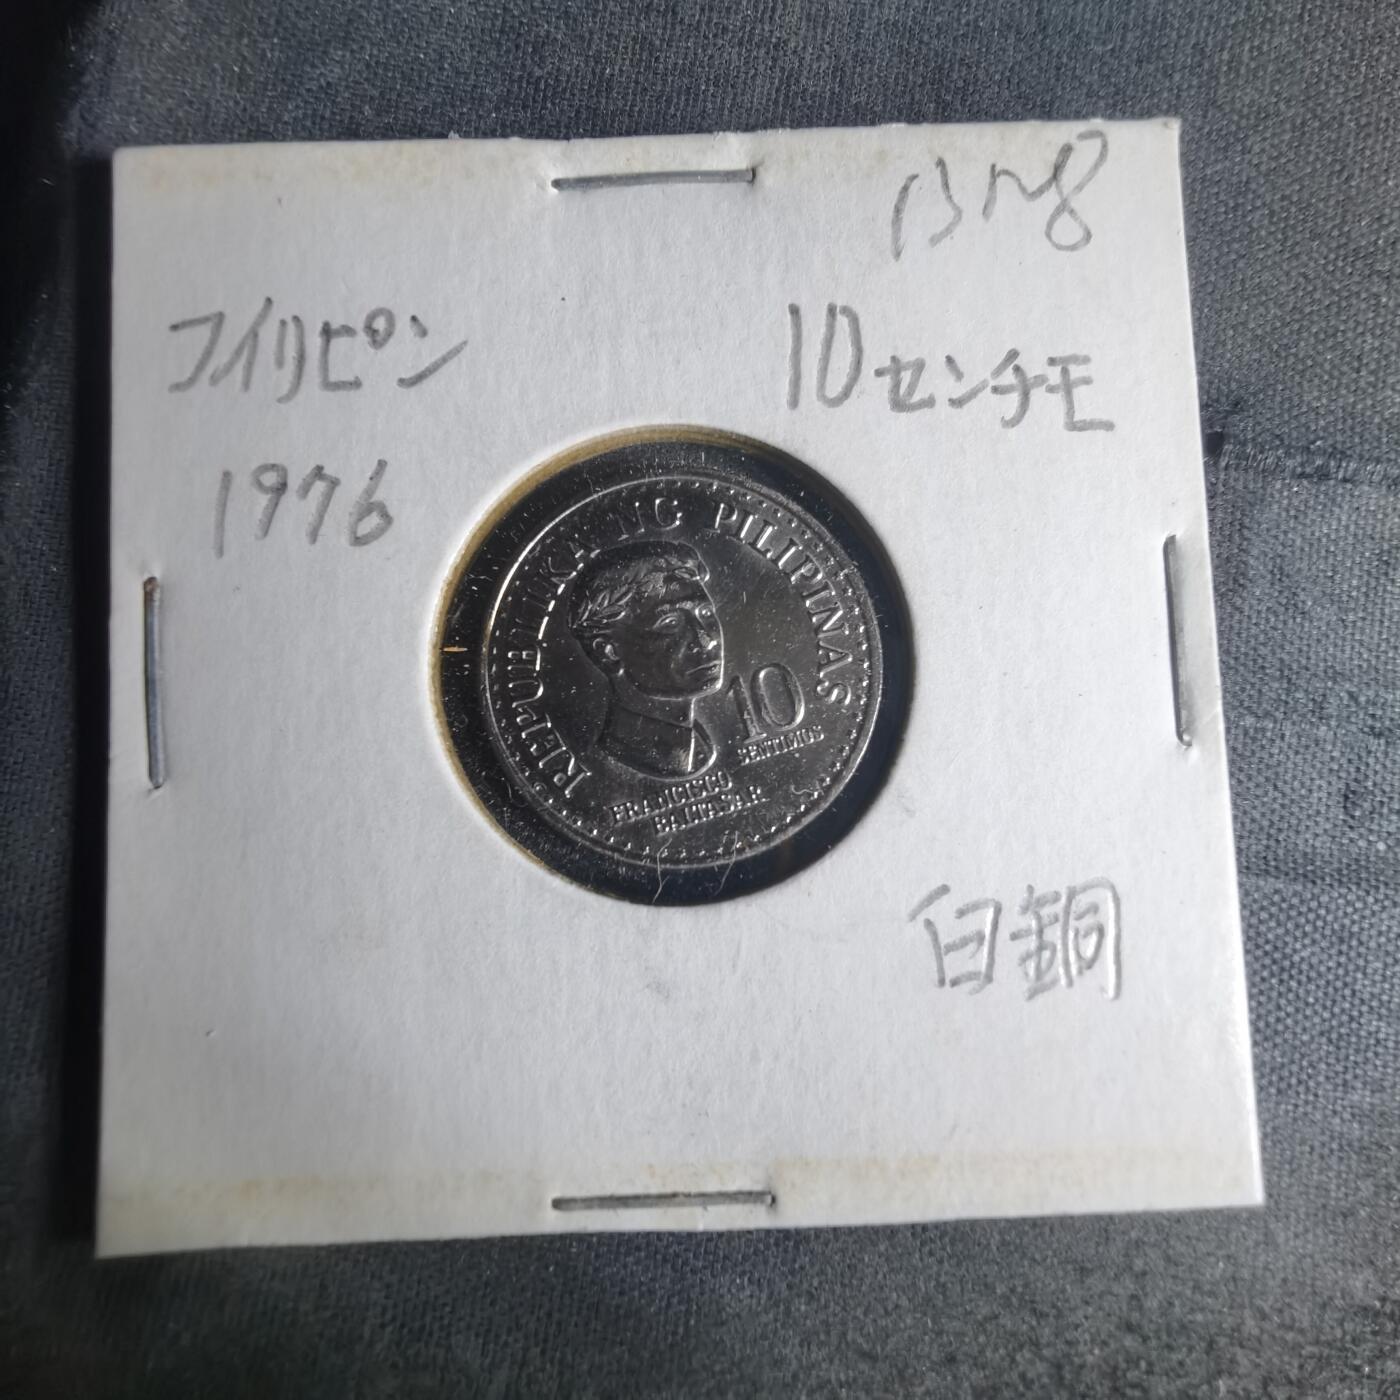 フィリピン
10センチモ
1976
REPUBLIKA NG PILIPINAS
10
SENTIMOS
FRANCISCO
BALTASAR
白銅